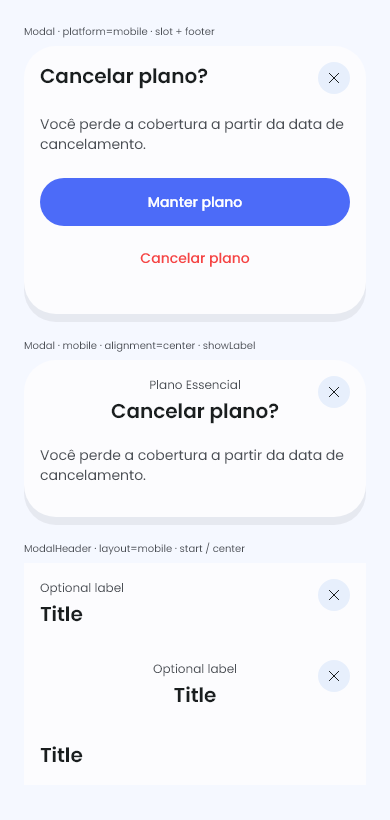 Modal · platform=mobile · slot + footer
Cancelar plano?
Você perde a cobertura a partir da data de
cancelamento.
Manter plano
Cancelar plano
Modal · mobile · alignment=center · showLabel
Plano Essencial
Cancelar plano?
Você perde a cobertura a partir da data de
cancelamento.
ModalHeader · layout=mobile · start / center
Optional label
Title
Optional label
Title
Title